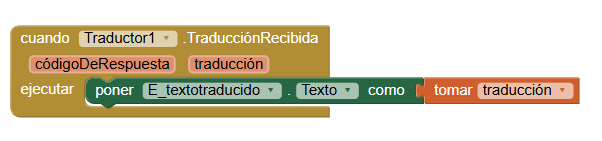 cuando Traductor1 .TraducciónRecibida
códigoDeRespuesta traducción
ejecutar poner E_textotraducido . Texto como tomar traducción